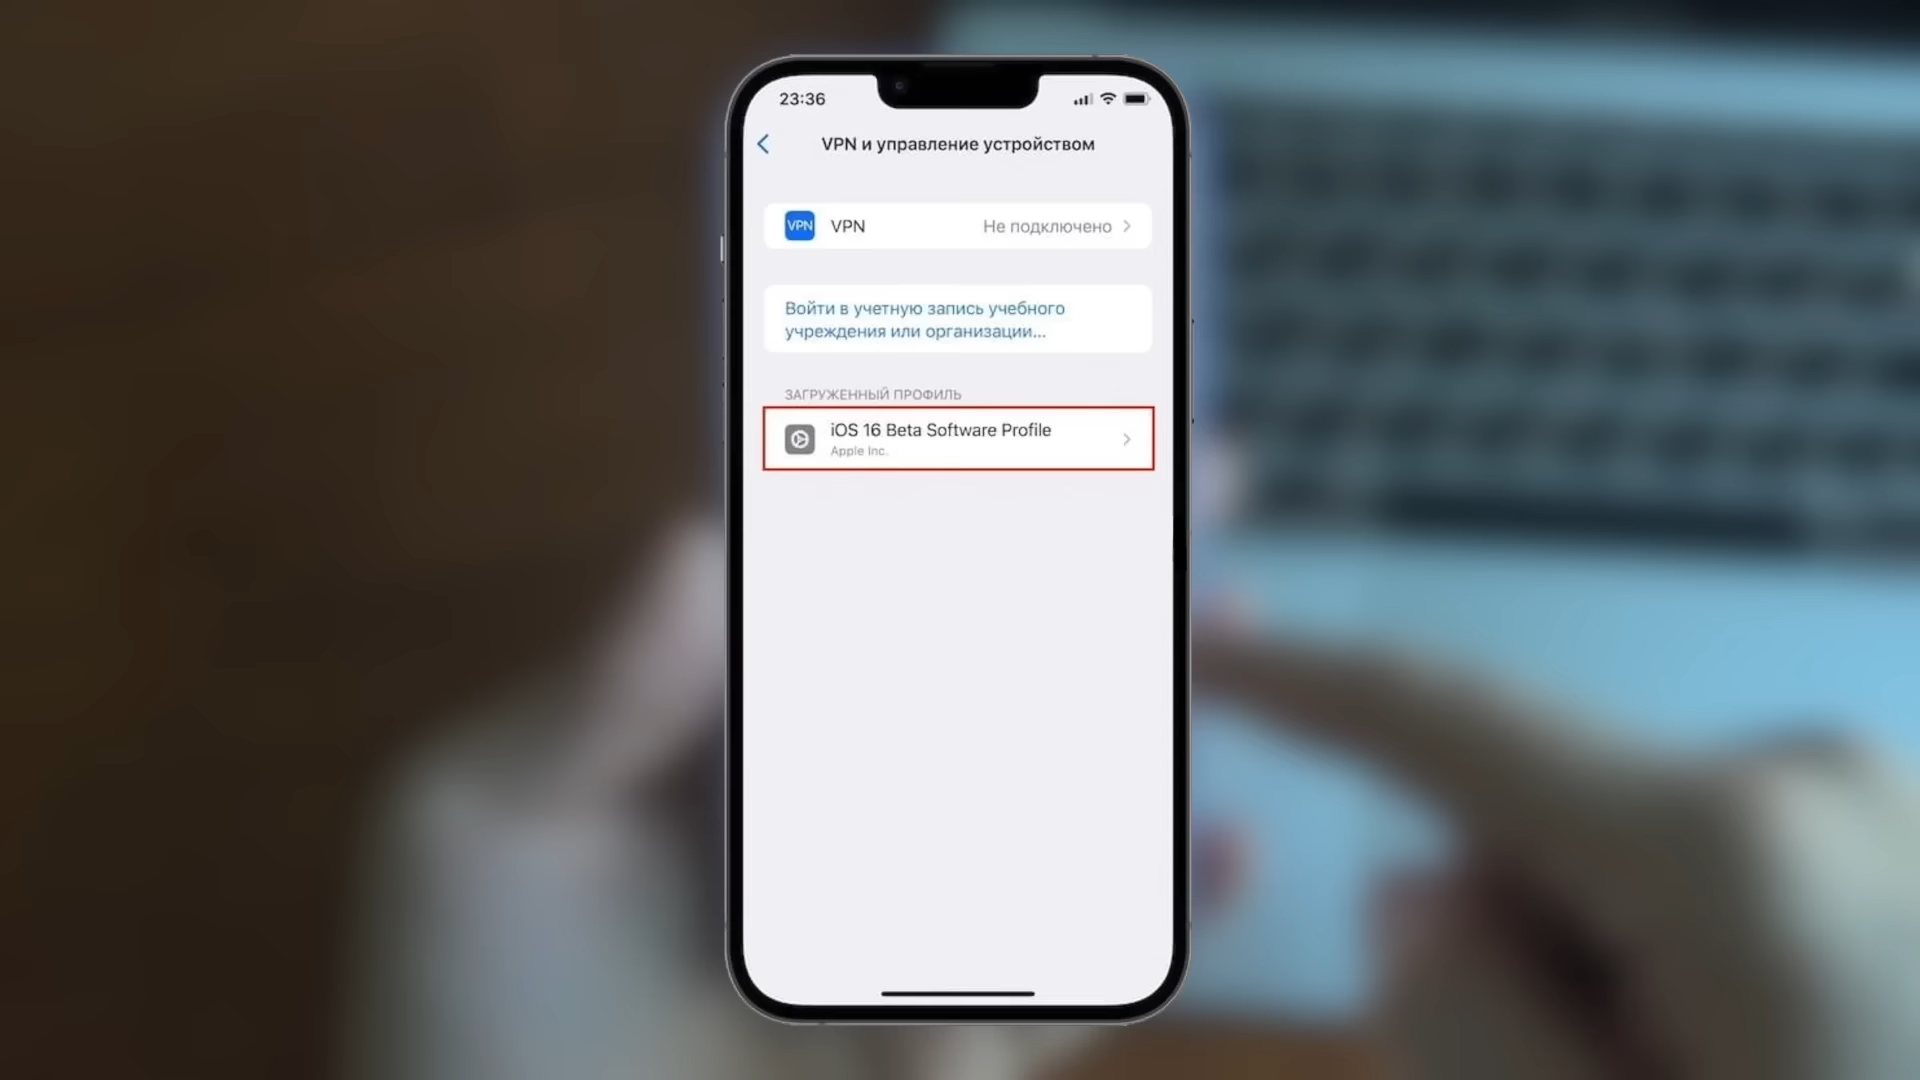 23:36
VPN и управление устройством
VPN VPN Не подключено
Войти в учетную запись учебного
учреждения или организации...
ЗАГРУЖЕННЫЙ ПРОФИЛЬ
iOS 16 Beta Software Profile
Apple Inc.